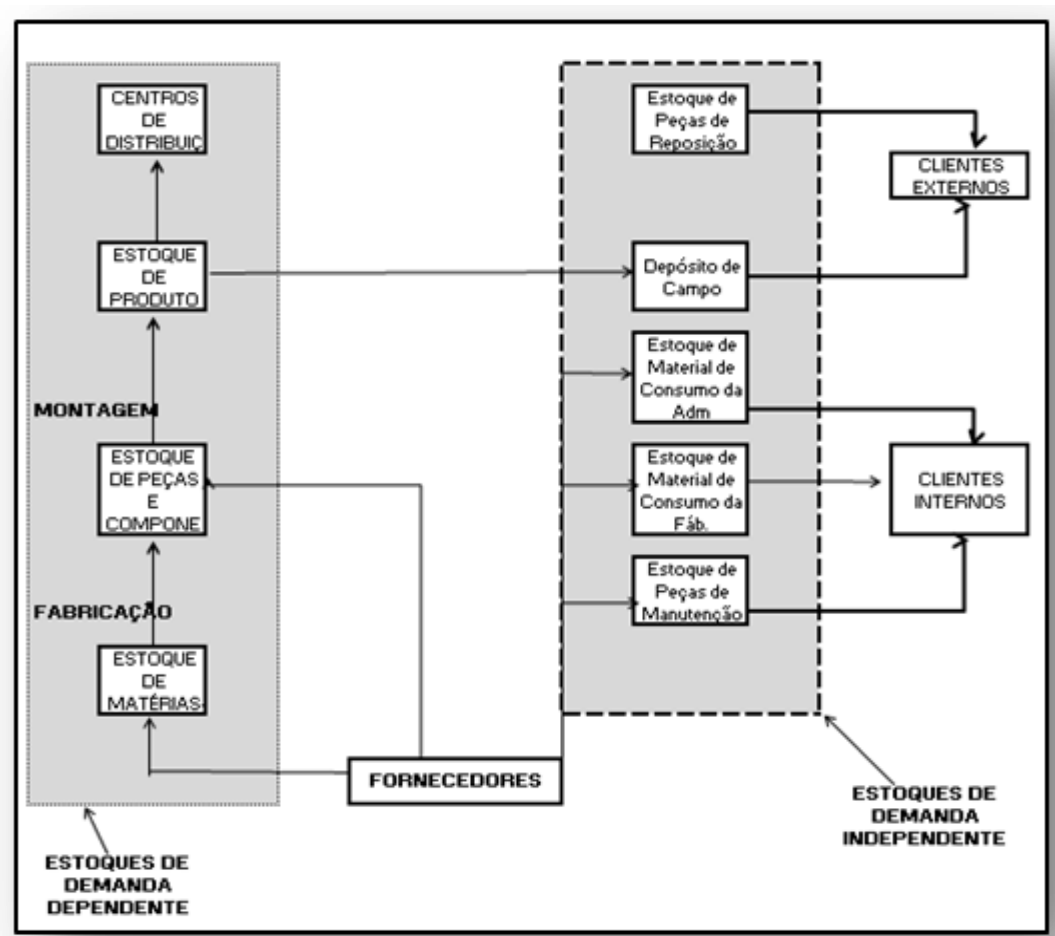 CENTROS
DE
DISTRIBUIÇ
ESTOQUE
DE
PRODUTO
MONTAGEM
ESTOQUE
DE PEÇAS
E
COMPONE
FABRICAÇÃO
ESTOQUE
DE
MATÉRIAS-
FORNECEDORES
ESTOQUES DE
DEMANDA
DEPENDENTE
Estoque de
Peças de
Reposição
Depósito de
Campo
Estoque de
Material de
Consumo da
Adm
Estoque de
Material de
Consumo da
Fáb.
Estoque de
Peças de
Manutenção
CLIENTES
EXTERNOS
CLIENTES
INTERNOS
ESTOQUES DE
DEMANDA
INDEPENDENTE